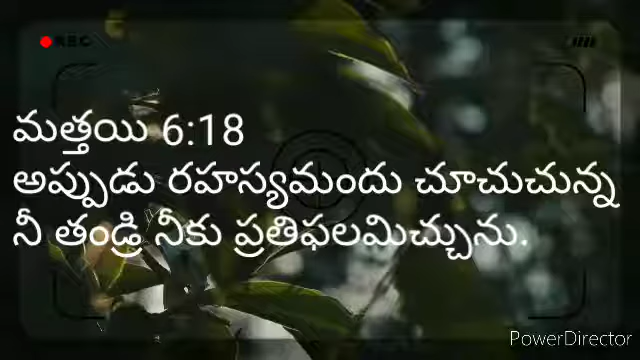 REC
మత్తయి 6:18
అప్పుడు రహస్యమందు చూచుచున్న
నీ తండ్రి నీకు ప్రతిఫలమిచ్చును.
PowerDirector